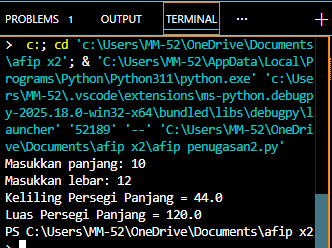 PROBLEMS 1 OUTPUT TERMINAL ...
> c:; cd 'c:\Users\MM-52\OneDrive\Documents
\afip x2'; & 'C:\Users\MM-52\AppData\Local\P
rograms\Python\Python311\python.exe' 'c:\Use
rs\MM-52\.vscode\extensions\ms-python.debugp
y-2025.18.0-win32-x64\bundled\libs\debugpy\l
auncher' '52189' '--' 'C:\Users\MM-52\OneDri
ve\Documents\afip x2\afip penugasan2.py'
Masukkan panjang: 10
Masukkan lebar: 12
Keliling Persegi Panjang = 44.0
Luas Persegi Panjang = 120.0
PS C:\Users\MM-52\OneDrive\Documents\afip x2
>